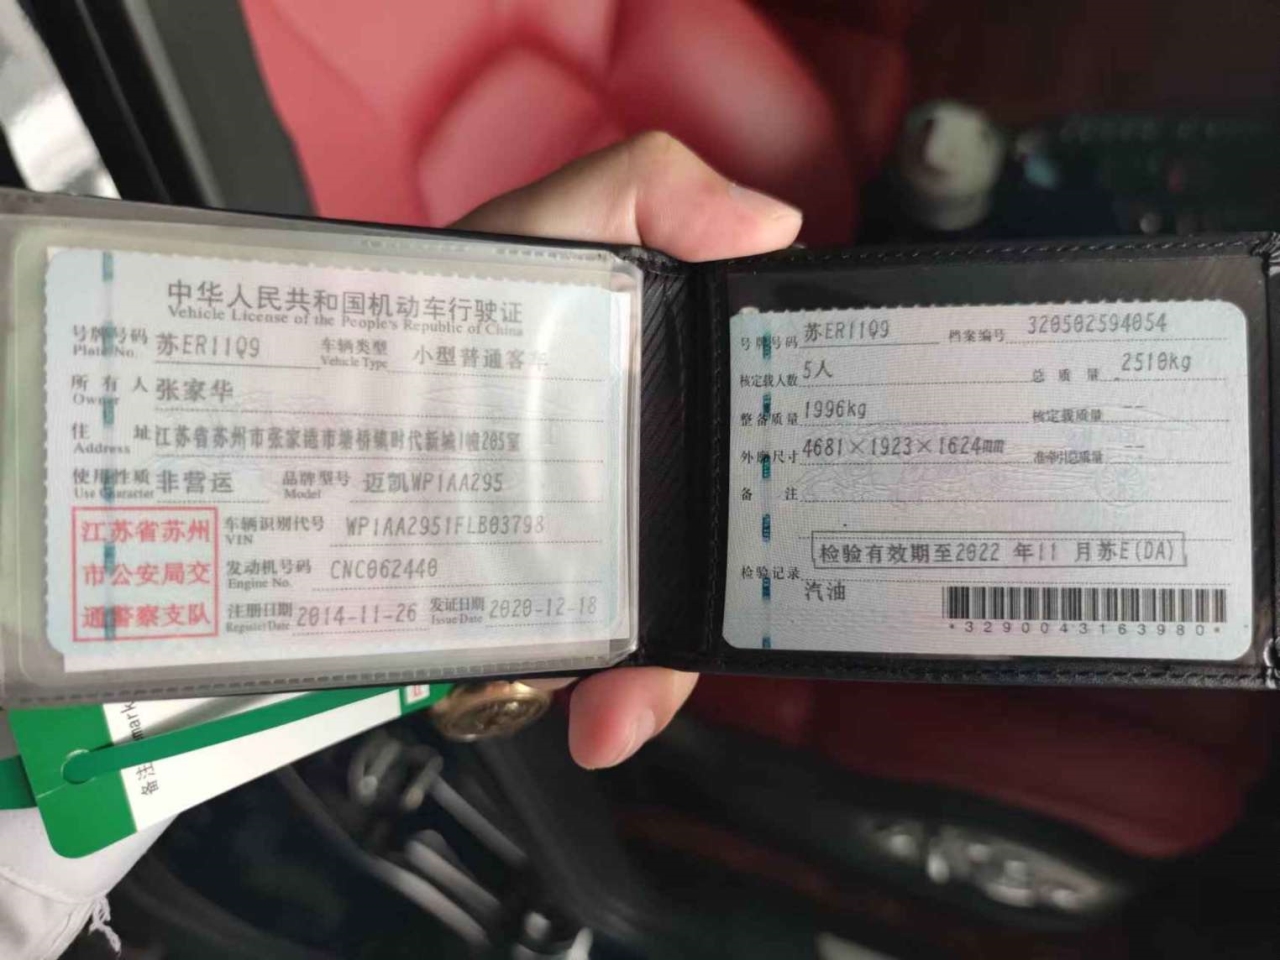 中华人民共和国机动车行驶证
Vehicle License of the People's Republic of China
号牌号码 苏ER11Q9 车辆类型 小型普通客车
Plate No. Vehicle Type
所有人 张家华
Owner
住址 江苏省苏州市张家港市塘桥镇时代新城1幢205室
Address
使用性质 非营运 品牌型号 迈凯WP1AA295
Use Character Model
江苏省苏州
市公安局交
通警察支队
车辆识别代号 WP1AA2951FLB03798
VIN
发动机号码 CNC062440
Engine No.
注册日期 2014-11-26 发证日期 2020-12-18
Register Date Issue Date
号牌号码 苏ER11Q9 档案编号 320502594054
核定载人数 5人 总质量 2510kg
整备质量 1996kg 核定载质量 --
外廓尺寸 4681×1923×1624mm 准牵引总质量 --
备注
检验有效期至2022年11月苏E(DA)
检验记录
汽油
*3290043163980*
备注
mark